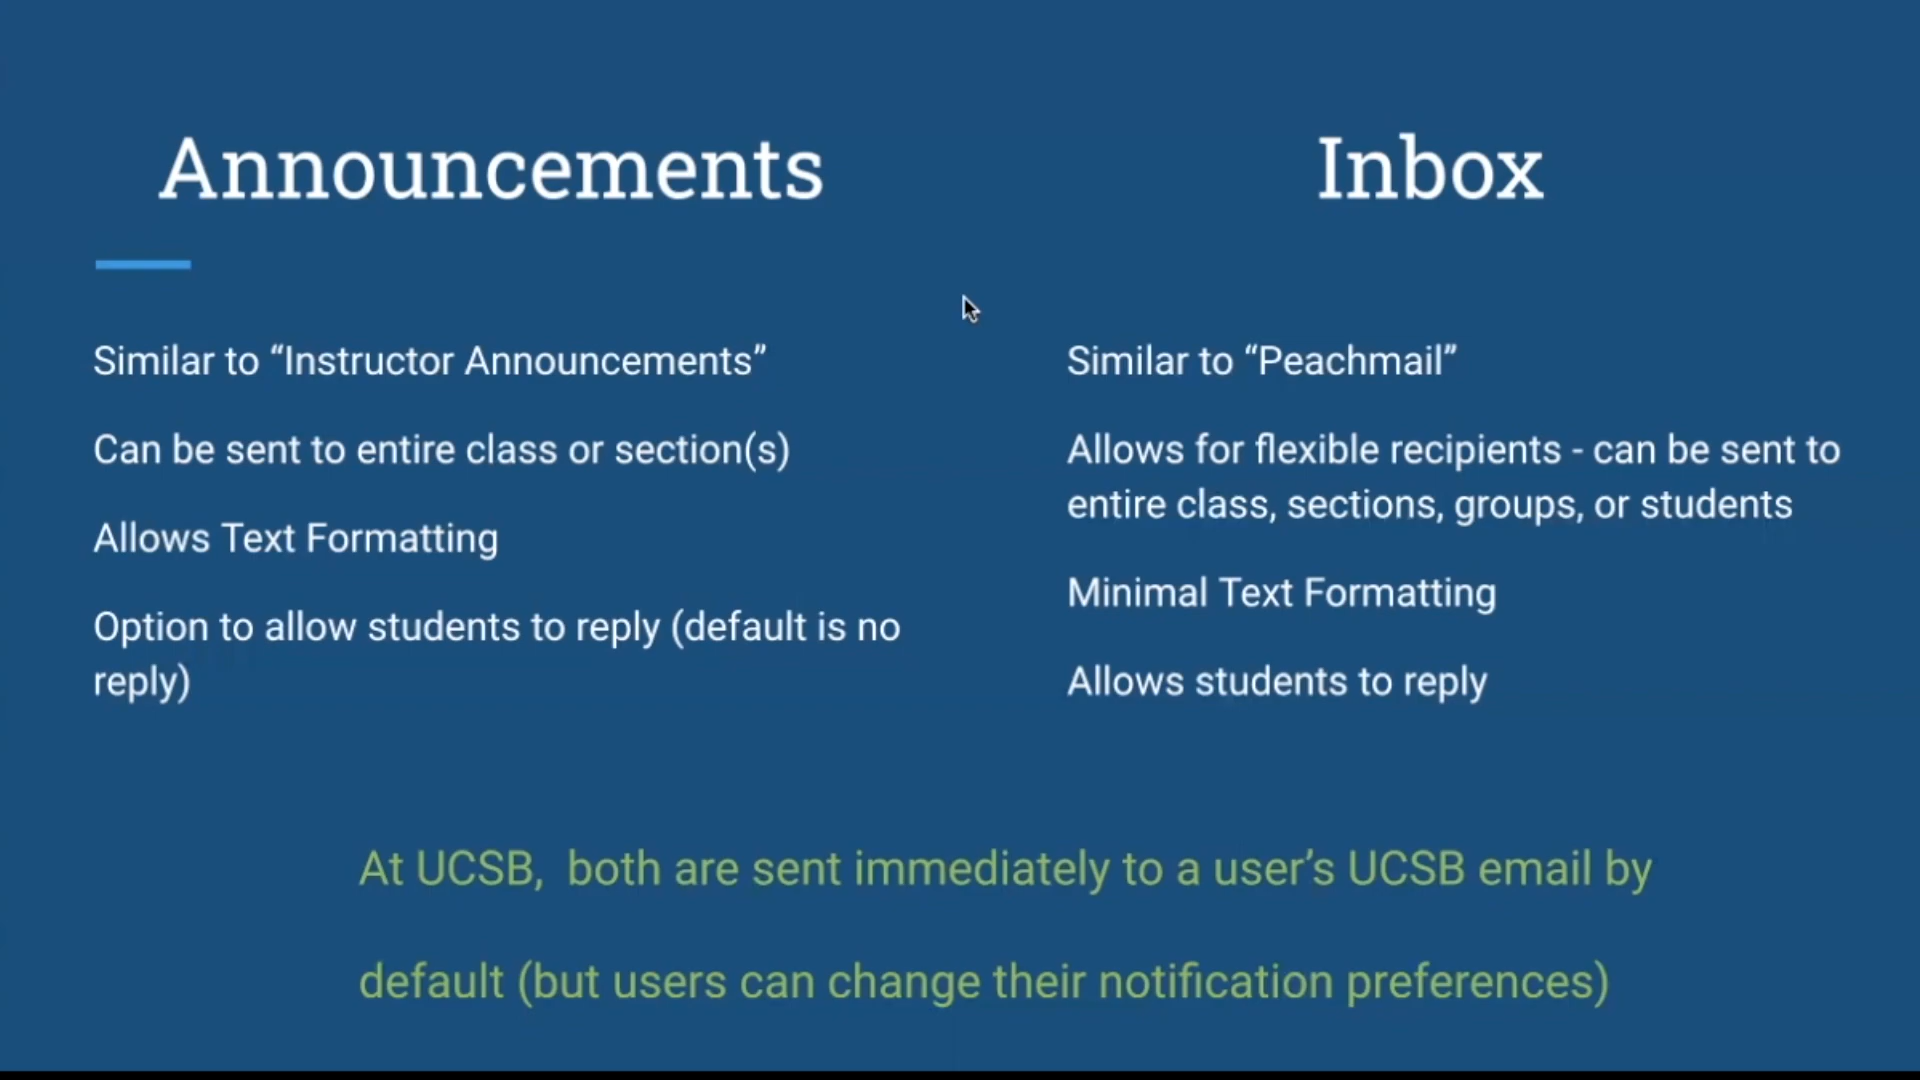 Announcements
Similar to “Instructor Announcements”
Can be sent to entire class or section(s)
Allows Text Formatting
Option to allow students to reply (default is no
reply)
Inbox
Similar to “Peachmail”
Allows for flexible recipients - can be sent to
entire class, sections, groups, or students
Minimal Text Formatting
Allows students to reply
At UCSB,  both are sent immediately to a user’s UCSB email by
default (but users can change their notification preferences)